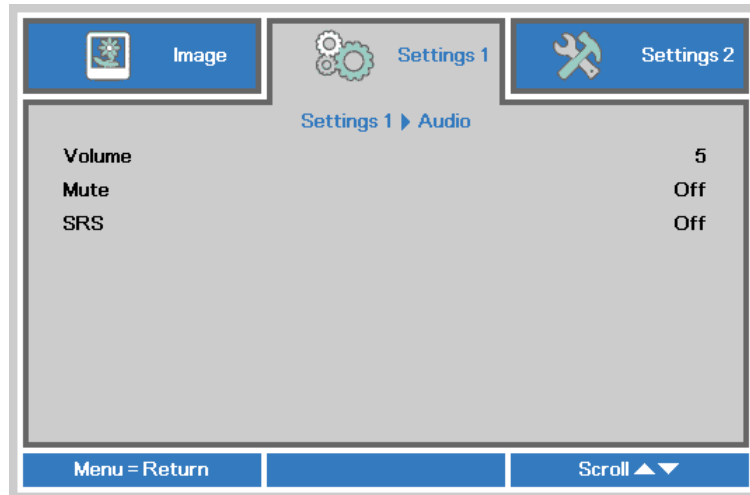 Image Settings 1 Settings 2
Settings 1 ▶ Audio
Volume 5
Mute Off
SRS Off
Menu = Return Scroll ▲▼